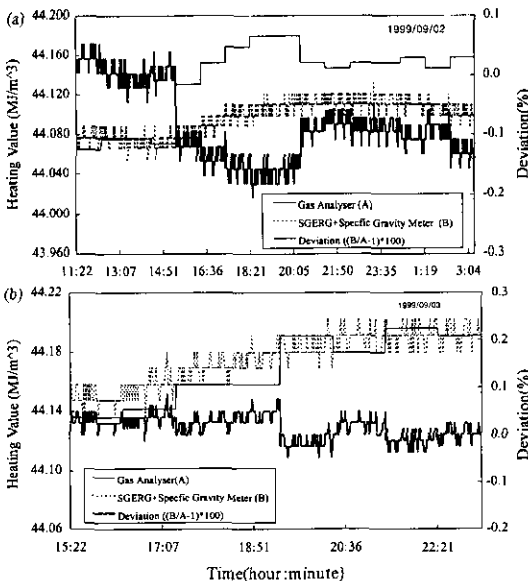 (a)
44.200
44.160
44.120
44.080
44.040
44.000
43.960
Heating Value (MJ/m^3)
1999/09/02
0.1
0.0
-0.1
-0.2
-0.3
Deviation(%)
Gas Analyser (A)
SGERG+Specfic Gravity Meter (B)
Deviation ((B/A-1)*100)
11:22 13:07 14:51 16:36 18:21 20:05 21:50 23:35 1:19 3:04
(b)
44.22
44.18
44.14
44.10
44.06
Heating Value (MJ/m^3)
1999/09/03
0.3
0.2
0.1
0.0
-0.1
-0.2
Deviation(%)
Gas Analyser(A)
SGERG+Specfic Gravity Meter (B)
Deviation ((B/A-1)*100)
15:22 17:07 18:51 20:36 22:21
Time(hour:minute)